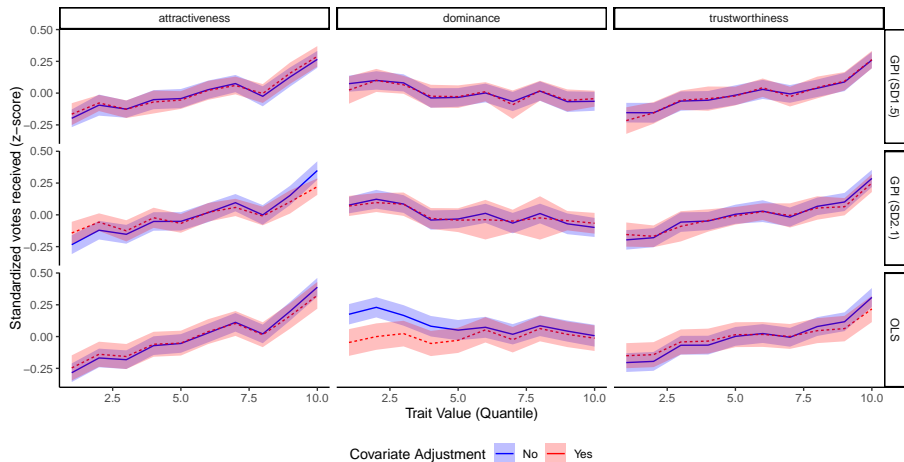 attractiveness dominance trustworthiness
0.50
0.25
0.00
−0.25
GPI (SD1.5)
0.50
0.25
0.00
−0.25
GPI (SD2.1)
0.50
0.25
0.00
−0.25
OLS
Standardized votes received (z−score)
2.5 5.0 7.5 10.0 2.5 5.0 7.5 10.0 2.5 5.0 7.5 10.0
Trait Value (Quantile)
Covariate Adjustment No Yes